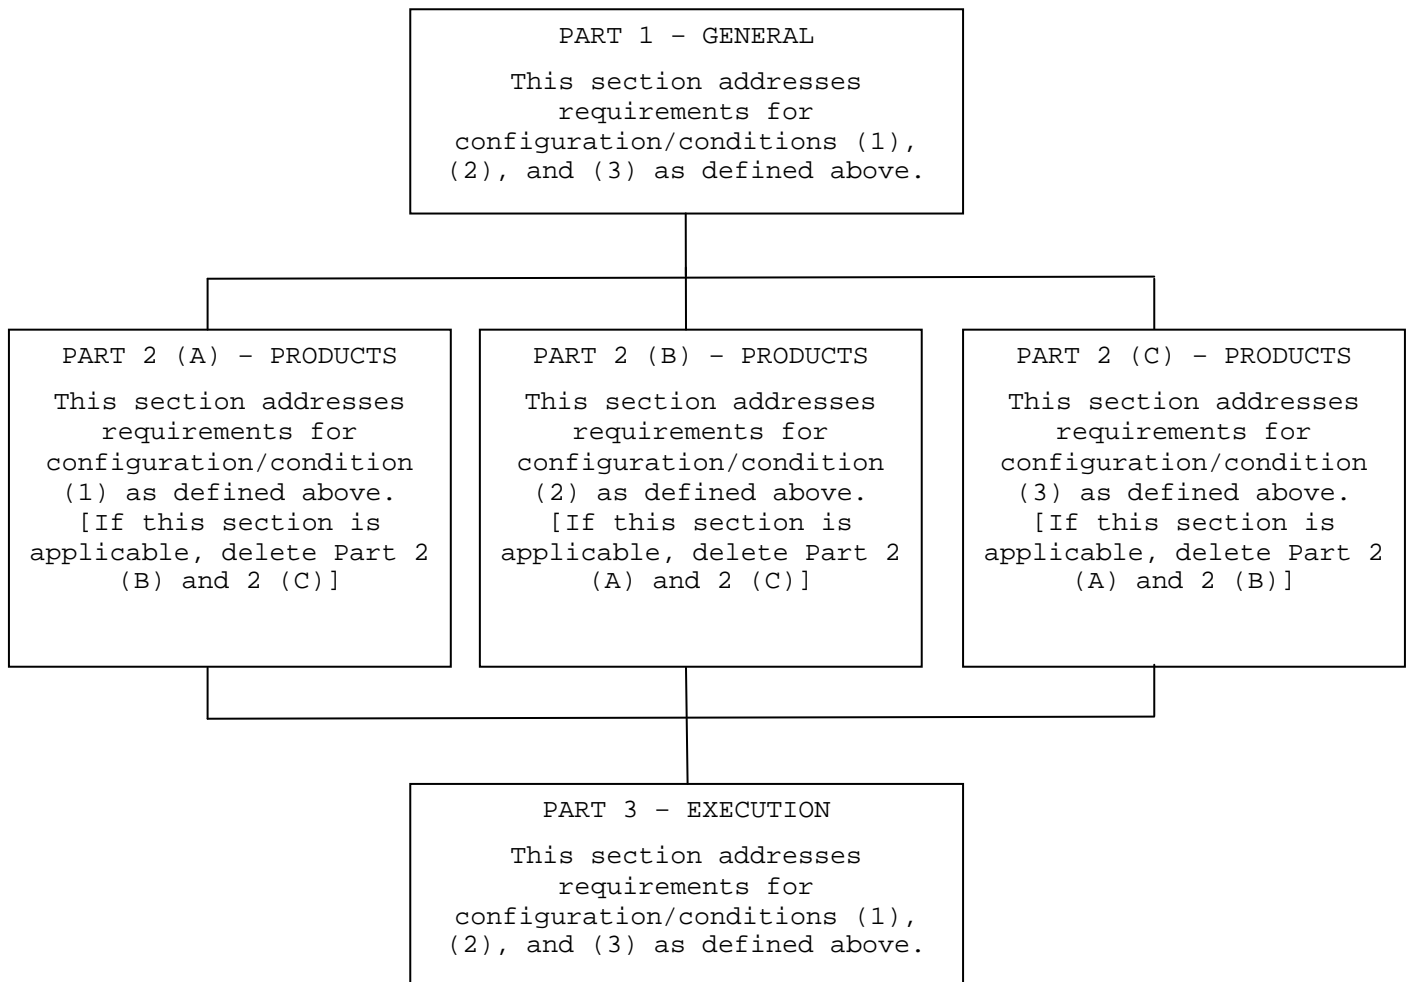 PART 1 – GENERAL
This section addresses
requirements for
configuration/conditions (1),
(2), and (3) as defined above.
PART 2 (A) – PRODUCTS
This section addresses
requirements for
configuration/condition
(1) as defined above.
[If this section is
applicable, delete Part 2
(B) and 2 (C)]
PART 2 (B) – PRODUCTS
This section addresses
requirements for
configuration/condition
(2) as defined above.
[If this section is
applicable, delete Part 2
(A) and 2 (C)]
PART 2 (C) – PRODUCTS
This section addresses
requirements for
configuration/condition
(3) as defined above.
[If this section is
applicable, delete Part 2
(A) and 2 (B)]
PART 3 – EXECUTION
This section addresses
requirements for
configuration/conditions (1),
(2), and (3) as defined above.